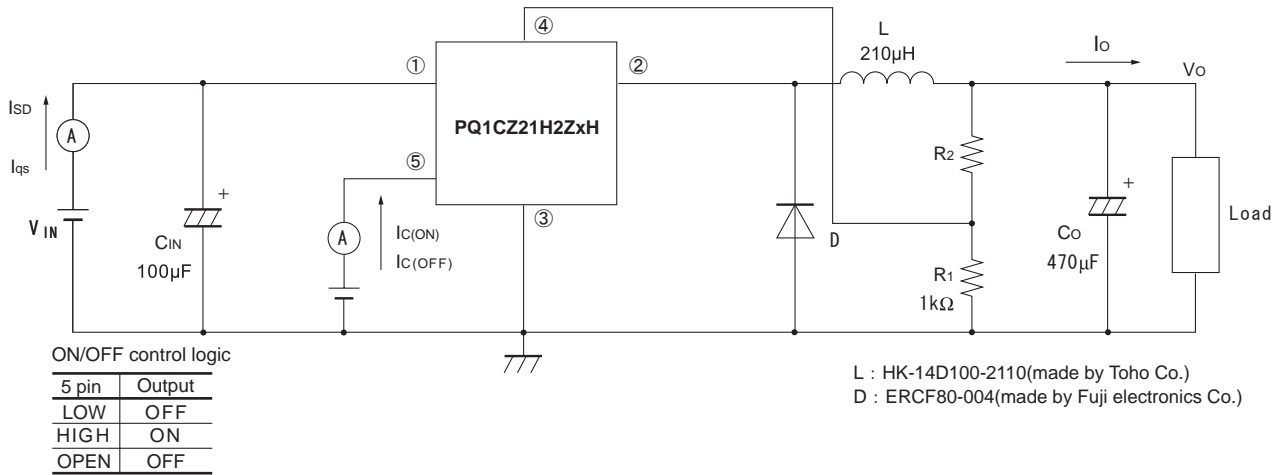 ④
L
210μH
IO
①
②
VO
ISD
A
Iqs
PQ1CZ21H2ZxH
R2
⑤
+
+
VIN
CIN
100μF
A
IC(ON)
IC(OFF)
③
D
R1
1kΩ
CO
470μF
Load
ON/OFF control logic
5 pin Output
LOW OFF
HIGH ON
OPEN OFF
L : HK-14D100-2110(made by Toho Co.)
D : ERCF80-004(made by Fuji electronics Co.)